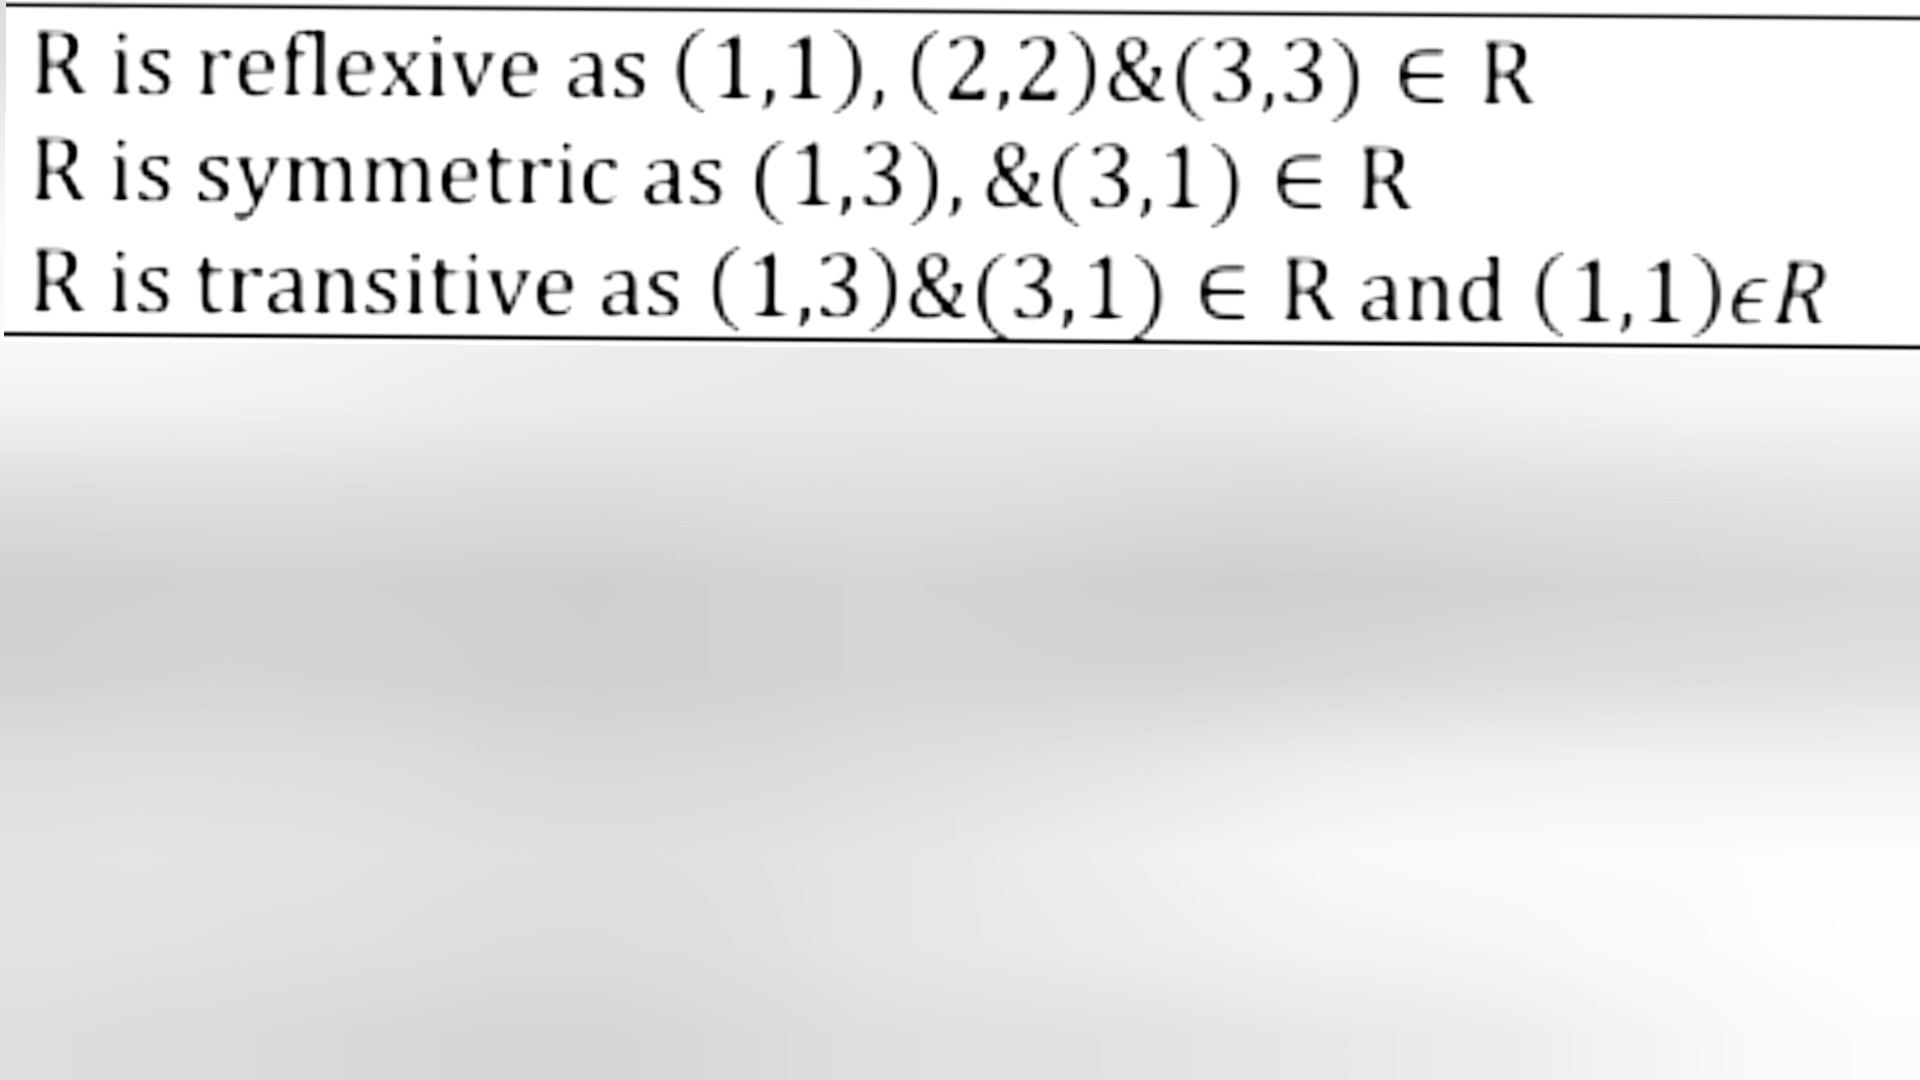 R is reflexive as (1,1), (2,2)&(3,3) ∈ R
R is symmetric as (1,3), &(3,1) ∈ R
R is transitive as (1,3)&(3,1) ∈ R and (1,1)ϵR